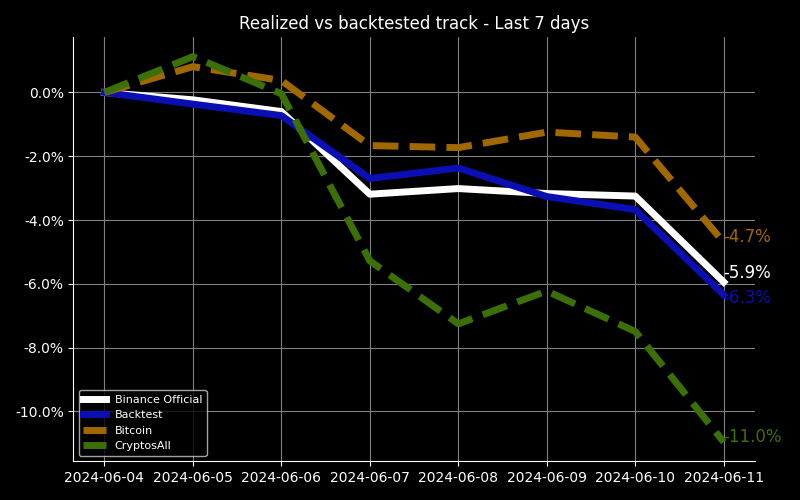 Realized vs backtested track - Last 7 days
0.0%
-2.0%
-4.0%
-6.0%
-8.0%
-10.0%
-4.7%
-5.9%
-6.3%
-11.0%
Binance Official
Backtest
Bitcoin
CryptosAll
2024-06-04 2024-06-05 2024-06-06 2024-06-07 2024-06-08 2024-06-09 2024-06-10 2024-06-11